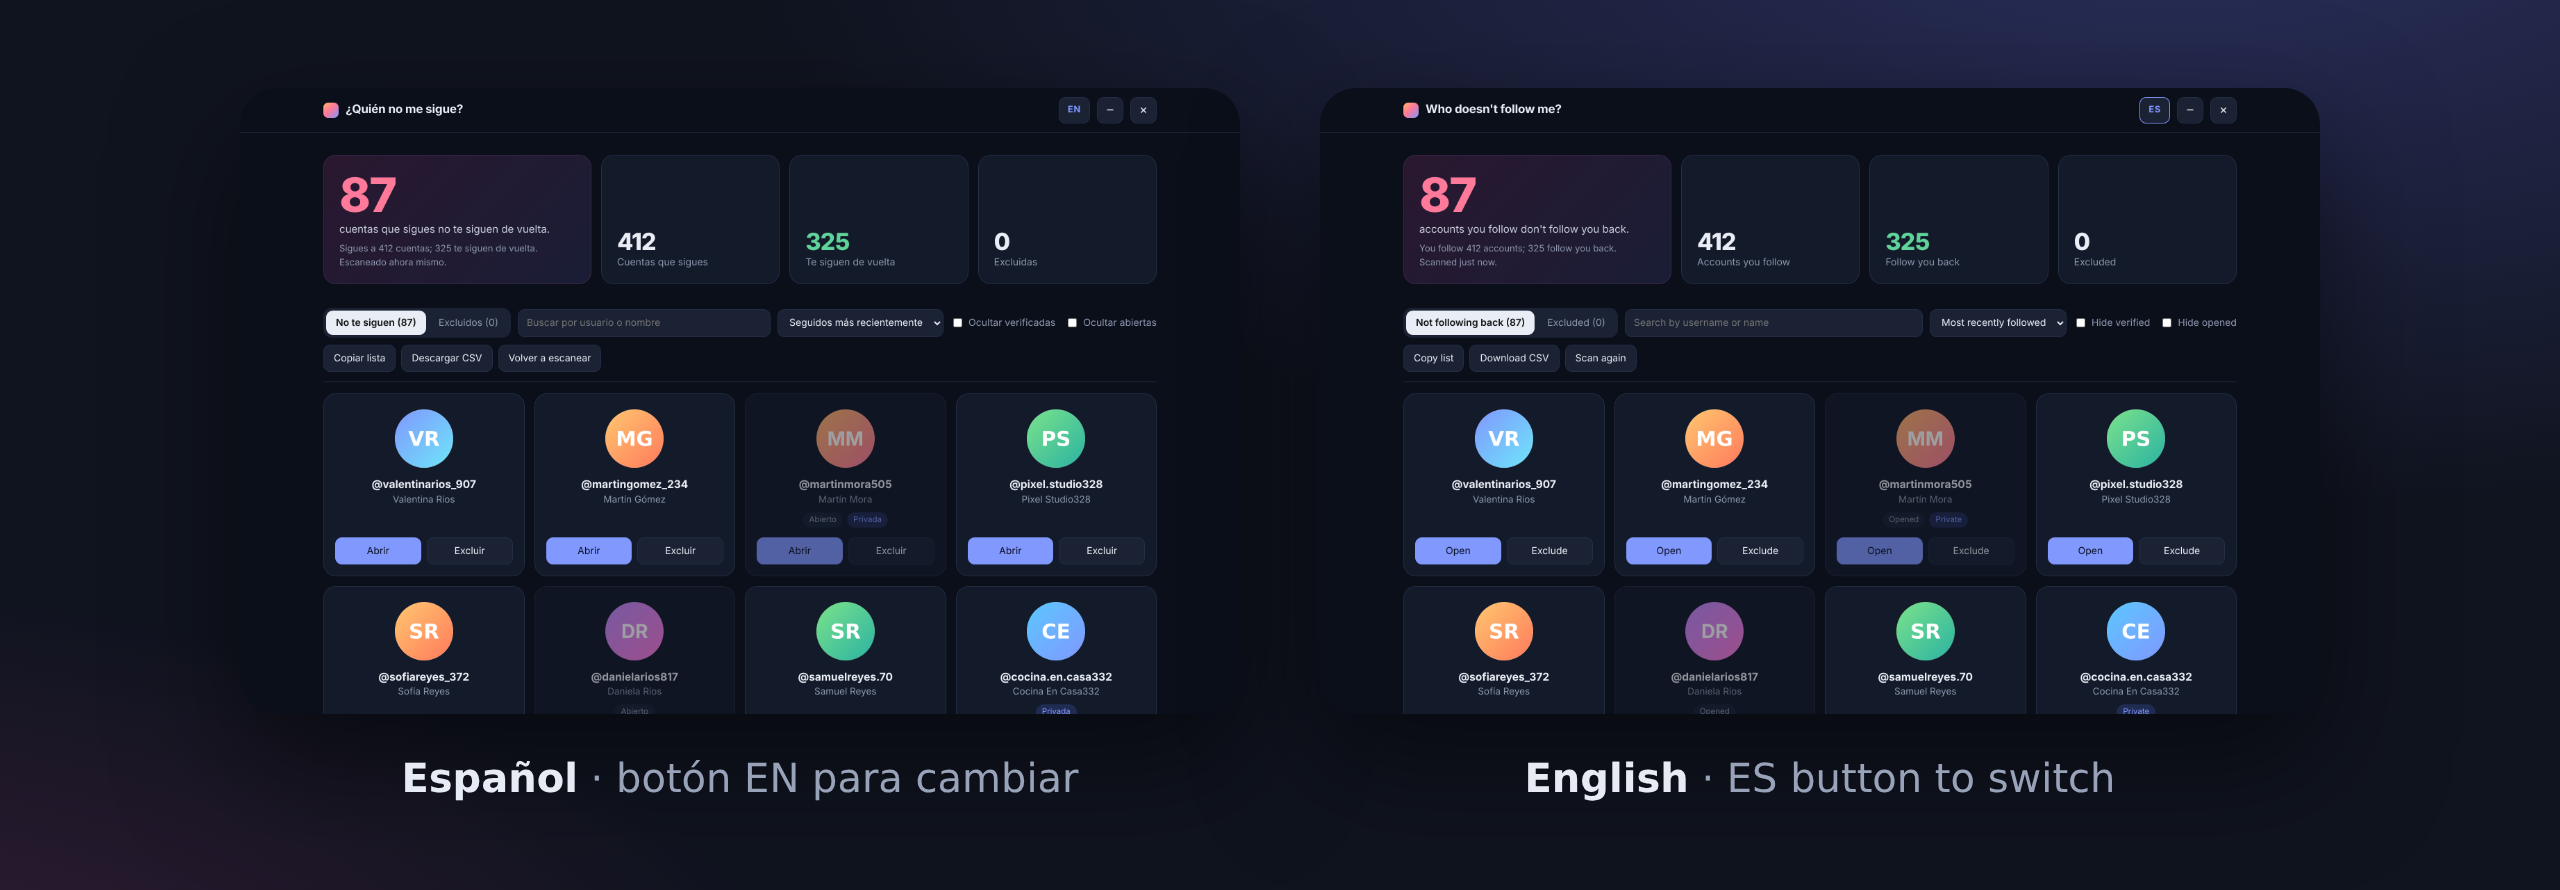 ¿Quién no me sigue?
EN
−
×
87
cuentas que sigues no te siguen de vuelta.
Sigues a 412 cuentas; 325 te siguen de vuelta.
Escaneado ahora mismo.
412
Cuentas que sigues
325
Te siguen de vuelta
0
Excluidas
No te siguen (87)
Excluidos (0)
Buscar por usuario o nombre
Seguidos más recientemente
Ocultar verificadas
Ocultar abiertas
Copiar lista
Descargar CSV
Volver a escanear
VR
@valentinarios_907
Valentina Ríos
Abrir
Excluir
MG
@martingomez_234
Martín Gómez
Abrir
Excluir
MM
@martinmora505
Martín Mora
Abierto
Privada
Abrir
Excluir
PS
@pixel.studio328
Pixel Studio328
Abrir
Excluir
SR
@sofiareyes_372
Sofía Reyes
DR
@danielarios817
Daniela Ríos
Abierto
SR
@samuelreyes.70
Samuel Reyes
CE
@cocina.en.casa332
Cocina En Casa332
Privada
Español · botón EN para cambiar
Who doesn't follow me?
ES
−
×
87
accounts you follow don't follow you back.
You follow 412 accounts; 325 follow you back.
Scanned just now.
412
Accounts you follow
325
Follow you back
0
Excluded
Not following back (87)
Excluded (0)
Search by username or name
Most recently followed
Hide verified
Hide opened
Copy list
Download CSV
Scan again
VR
@valentinarios_907
Valentina Ríos
Open
Exclude
MG
@martingomez_234
Martín Gómez
Open
Exclude
MM
@martinmora505
Martín Mora
Opened
Private
Open
Exclude
PS
@pixel.studio328
Pixel Studio328
Open
Exclude
SR
@sofiareyes_372
Sofía Reyes
DR
@danielarios817
Daniela Ríos
Opened
SR
@samuelreyes.70
Samuel Reyes
CE
@cocina.en.casa332
Cocina En Casa332
Private
English · ES button to switch